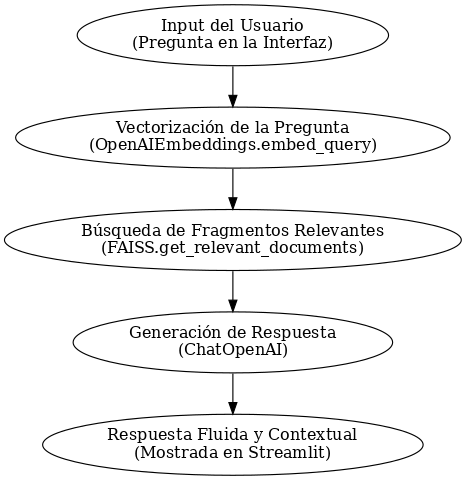 Input del Usuario
(Pregunta en la Interfaz)
Vectorización de la Pregunta
(OpenAIEmbeddings.embed_query)
Búsqueda de Fragmentos Relevantes
(FAISS.get_relevant_documents)
Generación de Respuesta
(ChatOpenAI)
Respuesta Fluida y Contextual
(Mostrada en Streamlit)